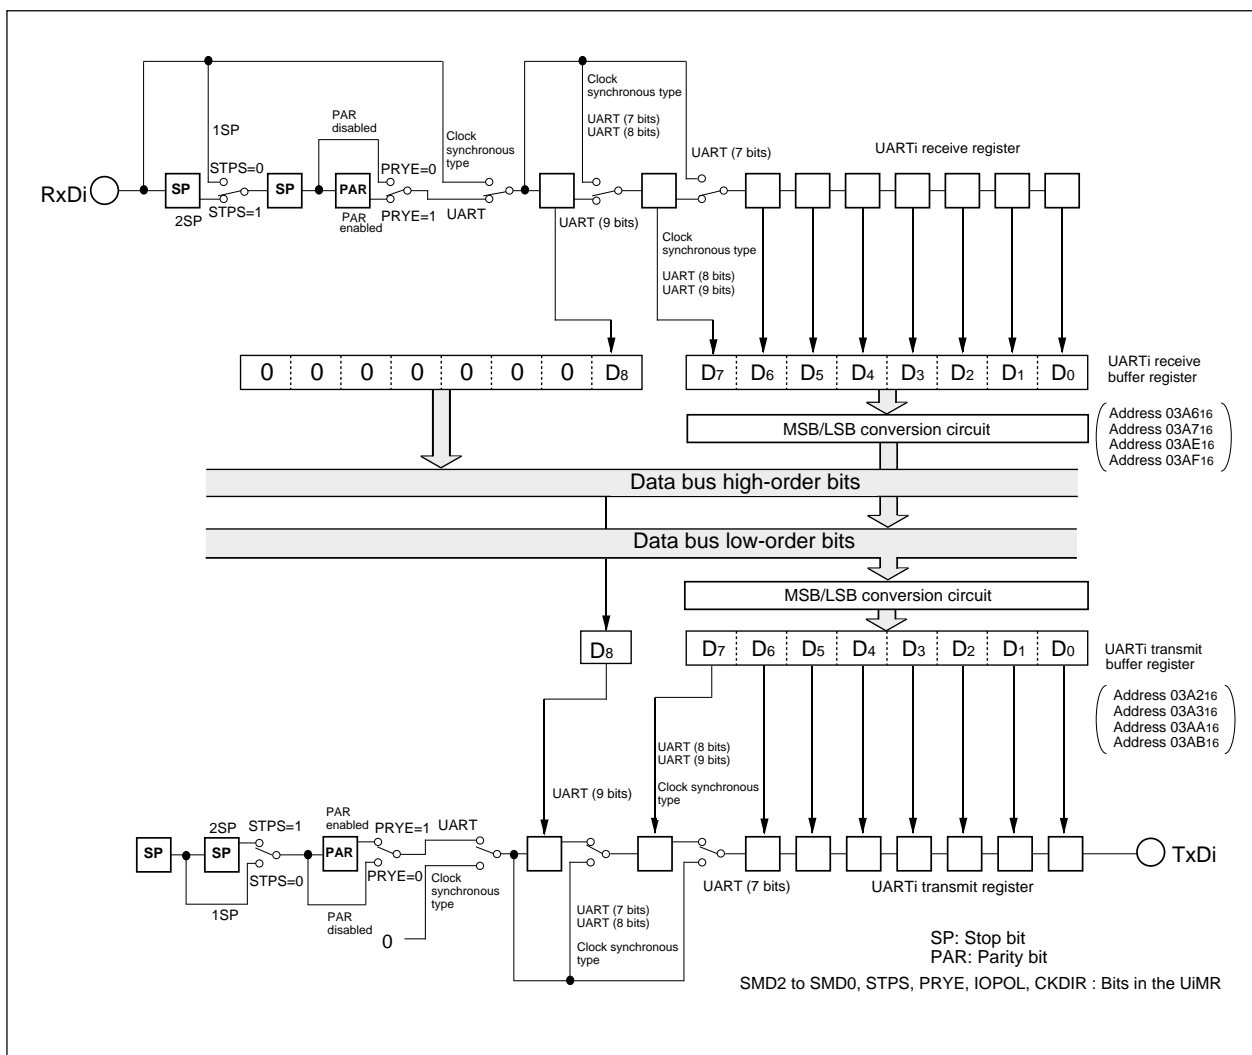 Clock
synchronous type
UART (7 bits)
UART (8 bits)
PAR
disabled
1SP
Clock
synchronous
type
UART (7 bits)
UARTi receive register
RxDi
SP
STPS=0
STPS=1
2SP
SP
PAR
PAR
enabled
PRYE=0
PRYE=1
UART
UART (9 bits)
Clock
synchronous type
UART (8 bits)
UART (9 bits)
0 0 0 0 0 0 0 D8
D7 D6 D5 D4 D3 D2 D1 D0
UARTi receive
buffer register
MSB/LSB conversion circuit
Address 03A616
Address 03A716
Address 03AE16
Address 03AF16
Data bus high-order bits
Data bus low-order bits
MSB/LSB conversion circuit
D8
D7 D6 D5 D4 D3 D2 D1 D0
UARTi transmit
buffer register
Address 03A216
Address 03A316
Address 03AA16
Address 03AB16
UART (8 bits)
UART (9 bits)
Clock synchronous
type
UART (9 bits)
SP
2SP
SP
STPS=1
STPS=0
1SP
PAR
enabled
PAR
PRYE=1
PRYE=0
PAR
disabled
UART
Clock
synchronous
type
0
UART (7 bits)
UART (8 bits)
Clock synchronous
type
UART (7 bits)
UARTi transmit register
TxDi
SP: Stop bit
PAR: Parity bit
SMD2 to SMD0, STPS, PRYE, IOPOL, CKDIR : Bits in the UiMR